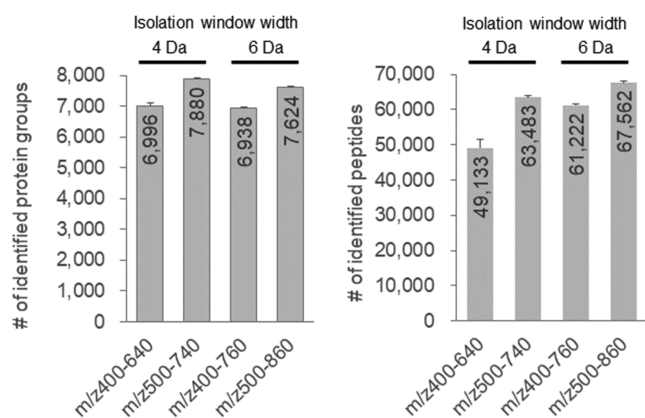 Isolation window width
4 Da 6 Da
# of identified protein groups
8,000
7,000
6,000
5,000
4,000
3,000
2,000
1,000
0
6,996
7,880
6,938
7,624
m/z400-640
m/z500-740
m/z400-760
m/z500-860
Isolation window width
4 Da 6 Da
# of identified peptides
70,000
60,000
50,000
40,000
30,000
20,000
10,000
0
49,133
63,483
61,222
67,562
m/z400-640
m/z500-740
m/z400-760
m/z500-860